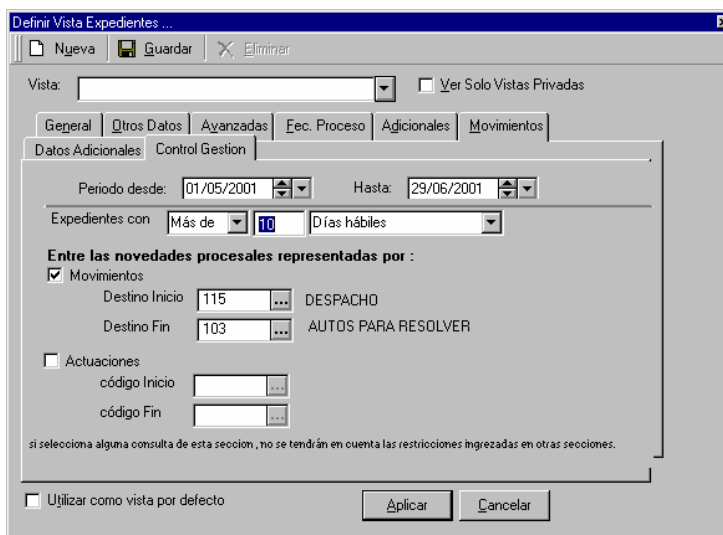 Definir Vista Expedientes ...
Nueva Guardar Eliminar
Vista: Ver Solo Vistas Privadas
General Otros Datos Avanzadas Fec. Proceso Adicionales Movimientos
Datos Adicionales Control Gestion
Periodo desde: 01/05/2001 Hasta: 29/06/2001
Expedientes con Más de 10 Días hábiles
Entre las novedades procesales representadas por :
Movimientos
Destino Inicio 115 ... DESPACHO
Destino Fin 103 ... AUTOS PARA RESOLVER
Actuaciones
código Inicio ...
código Fin ...
si selecciona alguna consulta de esta seccion , no se tendrán en cuenta las restricciones ingrezadas en otras secciones.
Utilizar como vista por defecto Aplicar Cancelar